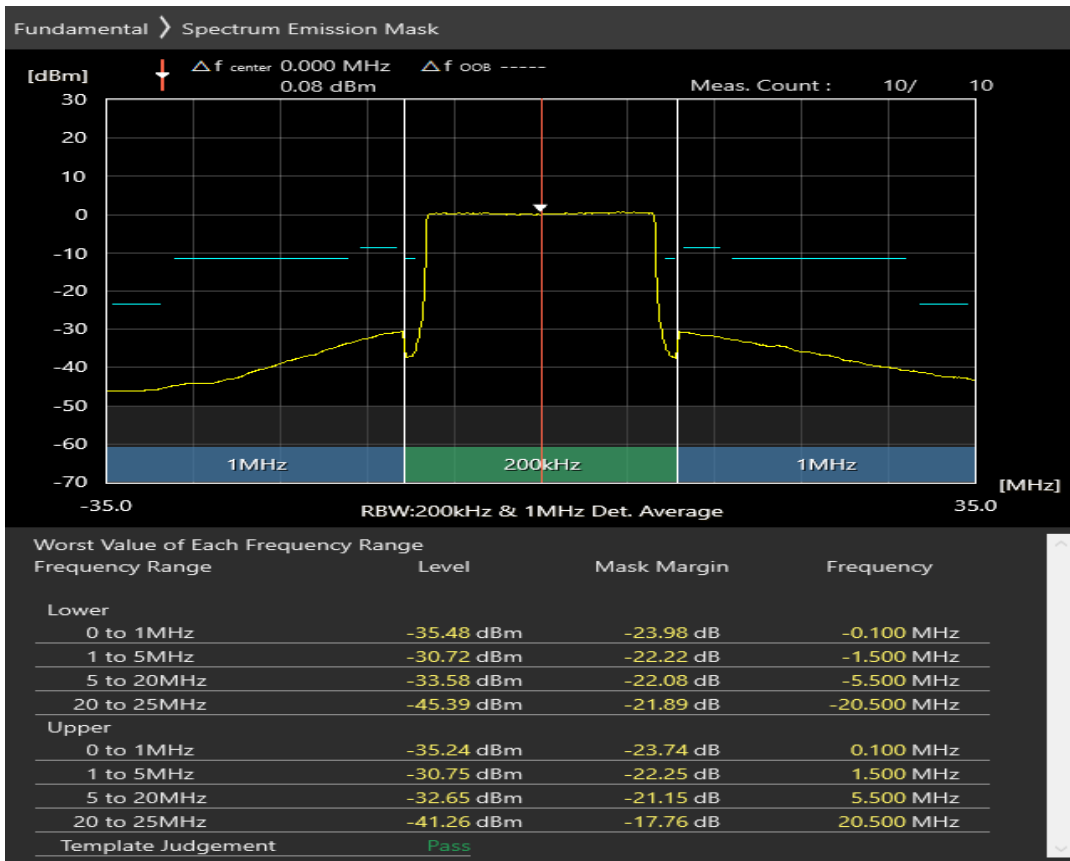 Fundamental ❯ Spectrum Emission Mask
[dBm] Δf center 0.000 MHz Δf OOB -----
0.08 dBm Meas. Count : 10/ 10
30
20
10
0
-10
-20
-30
-40
-50
-60
1MHz 200kHz 1MHz
-70
[MHz]
-35.0 RBW:200kHz & 1MHz Det. Average 35.0
Worst Value of Each Frequency Range
Frequency Range Level Mask Margin Frequency
Lower
0 to 1MHz -35.48 dBm -23.98 dB -0.100 MHz
1 to 5MHz -30.72 dBm -22.22 dB -1.500 MHz
5 to 20MHz -33.58 dBm -22.08 dB -5.500 MHz
20 to 25MHz -45.39 dBm -21.89 dB -20.500 MHz
Upper
0 to 1MHz -35.24 dBm -23.74 dB 0.100 MHz
1 to 5MHz -30.75 dBm -22.25 dB 1.500 MHz
5 to 20MHz -32.65 dBm -21.15 dB 5.500 MHz
20 to 25MHz -41.26 dBm -17.76 dB 20.500 MHz
Template Judgement Pass